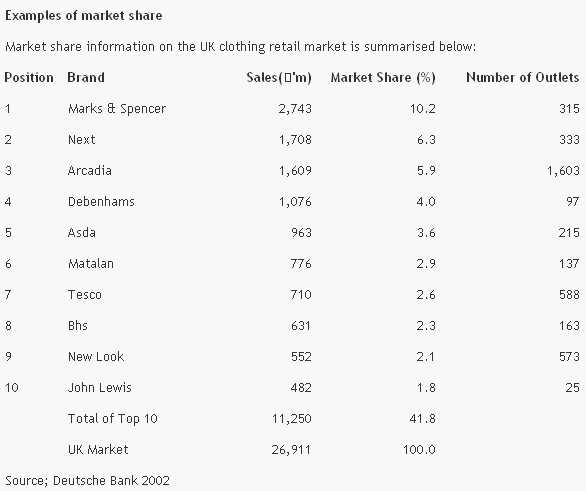 Examples of market share
Market share information on the UK clothing retail market is summarised below:
Position Brand Sales(▯'m) Market Share (%) Number of Outlets
1 Marks & Spencer 2,743 10.2 315
2 Next 1,708 6.3 333
3 Arcadia 1,609 5.9 1,603
4 Debenhams 1,076 4.0 97
5 Asda 963 3.6 215
6 Matalan 776 2.9 137
7 Tesco 710 2.6 588
8 Bhs 631 2.3 163
9 New Look 552 2.1 573
10 John Lewis 482 1.8 25
Total of Top 10 11,250 41.8
UK Market 26,911 100.0
Source; Deutsche Bank 2002